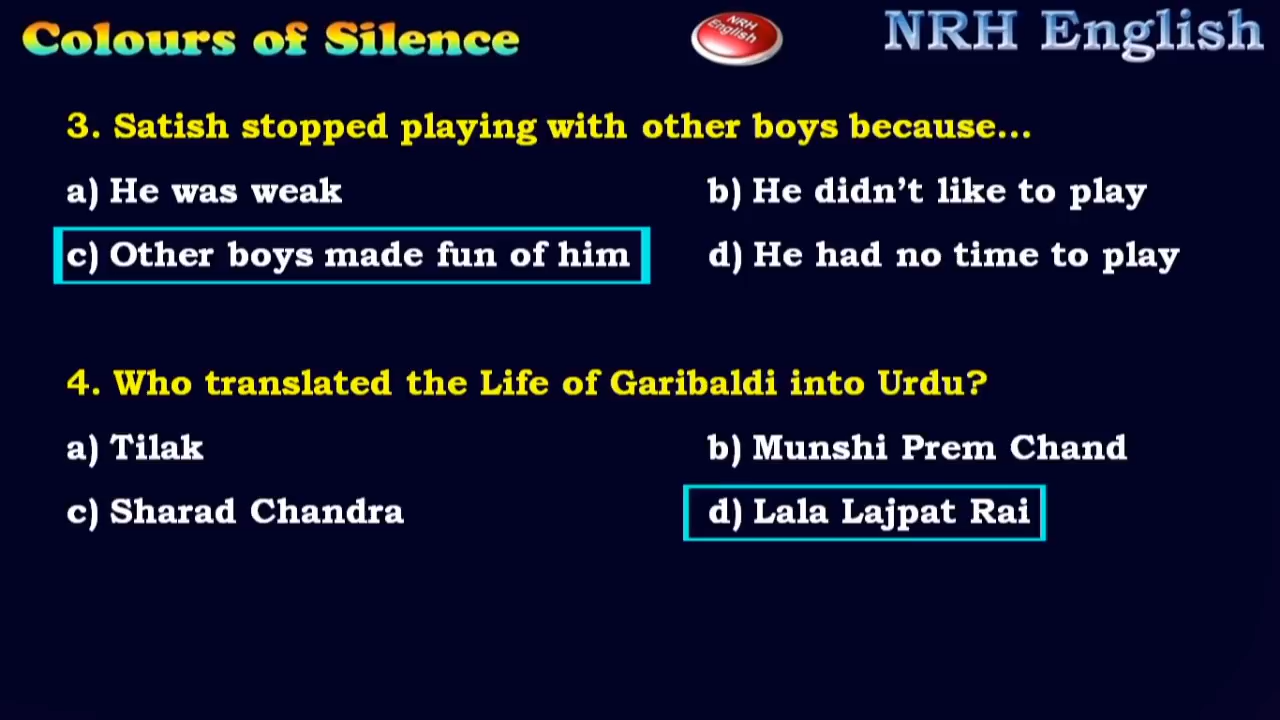 Colours of Silence
NRH English
NRH English
3. Satish stopped playing with other boys because...
a) He was weak
b) He didn't like to play
c) Other boys made fun of him
d) He had no time to play
4. Who translated the Life of Garibaldi into Urdu?
a) Tilak
b) Munshi Prem Chand
c) Sharad Chandra
d) Lala Lajpat Rai